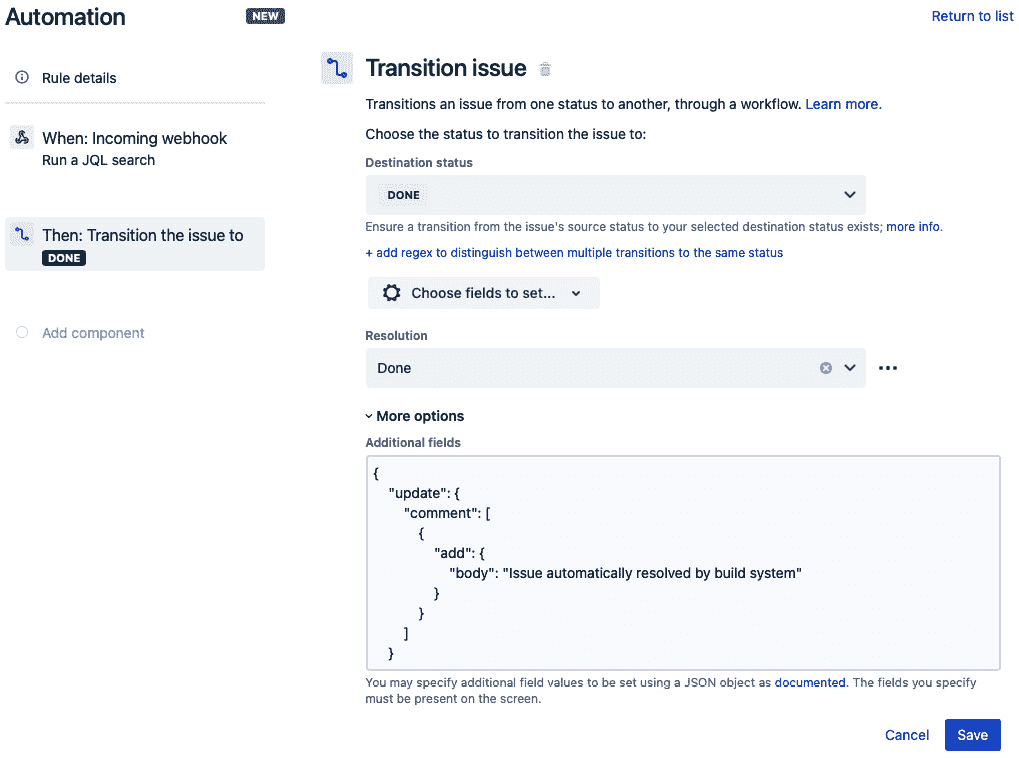 Automation
NEW
Return to list
Rule details
When: Incoming webhook
Run a JQL search
Then: Transition the issue to
DONE
Add component
Transition issue
Transitions an issue from one status to another, through a workflow. Learn more.
Choose the status to transition the issue to:
Destination status
DONE
Ensure a transition from the issue's source status to your selected destination status exists; more info.
+ add regex to distinguish between multiple transitions to the same status
Choose fields to set...
Resolution
Done
More options
Additional fields
{
"update": {
"comment": [
{
"add": {
"body": "Issue automatically resolved by build system"
}
}
]
}
You may specify additional field values to be set using a JSON object as documented. The fields you specify
must be present on the screen.
Cancel
Save